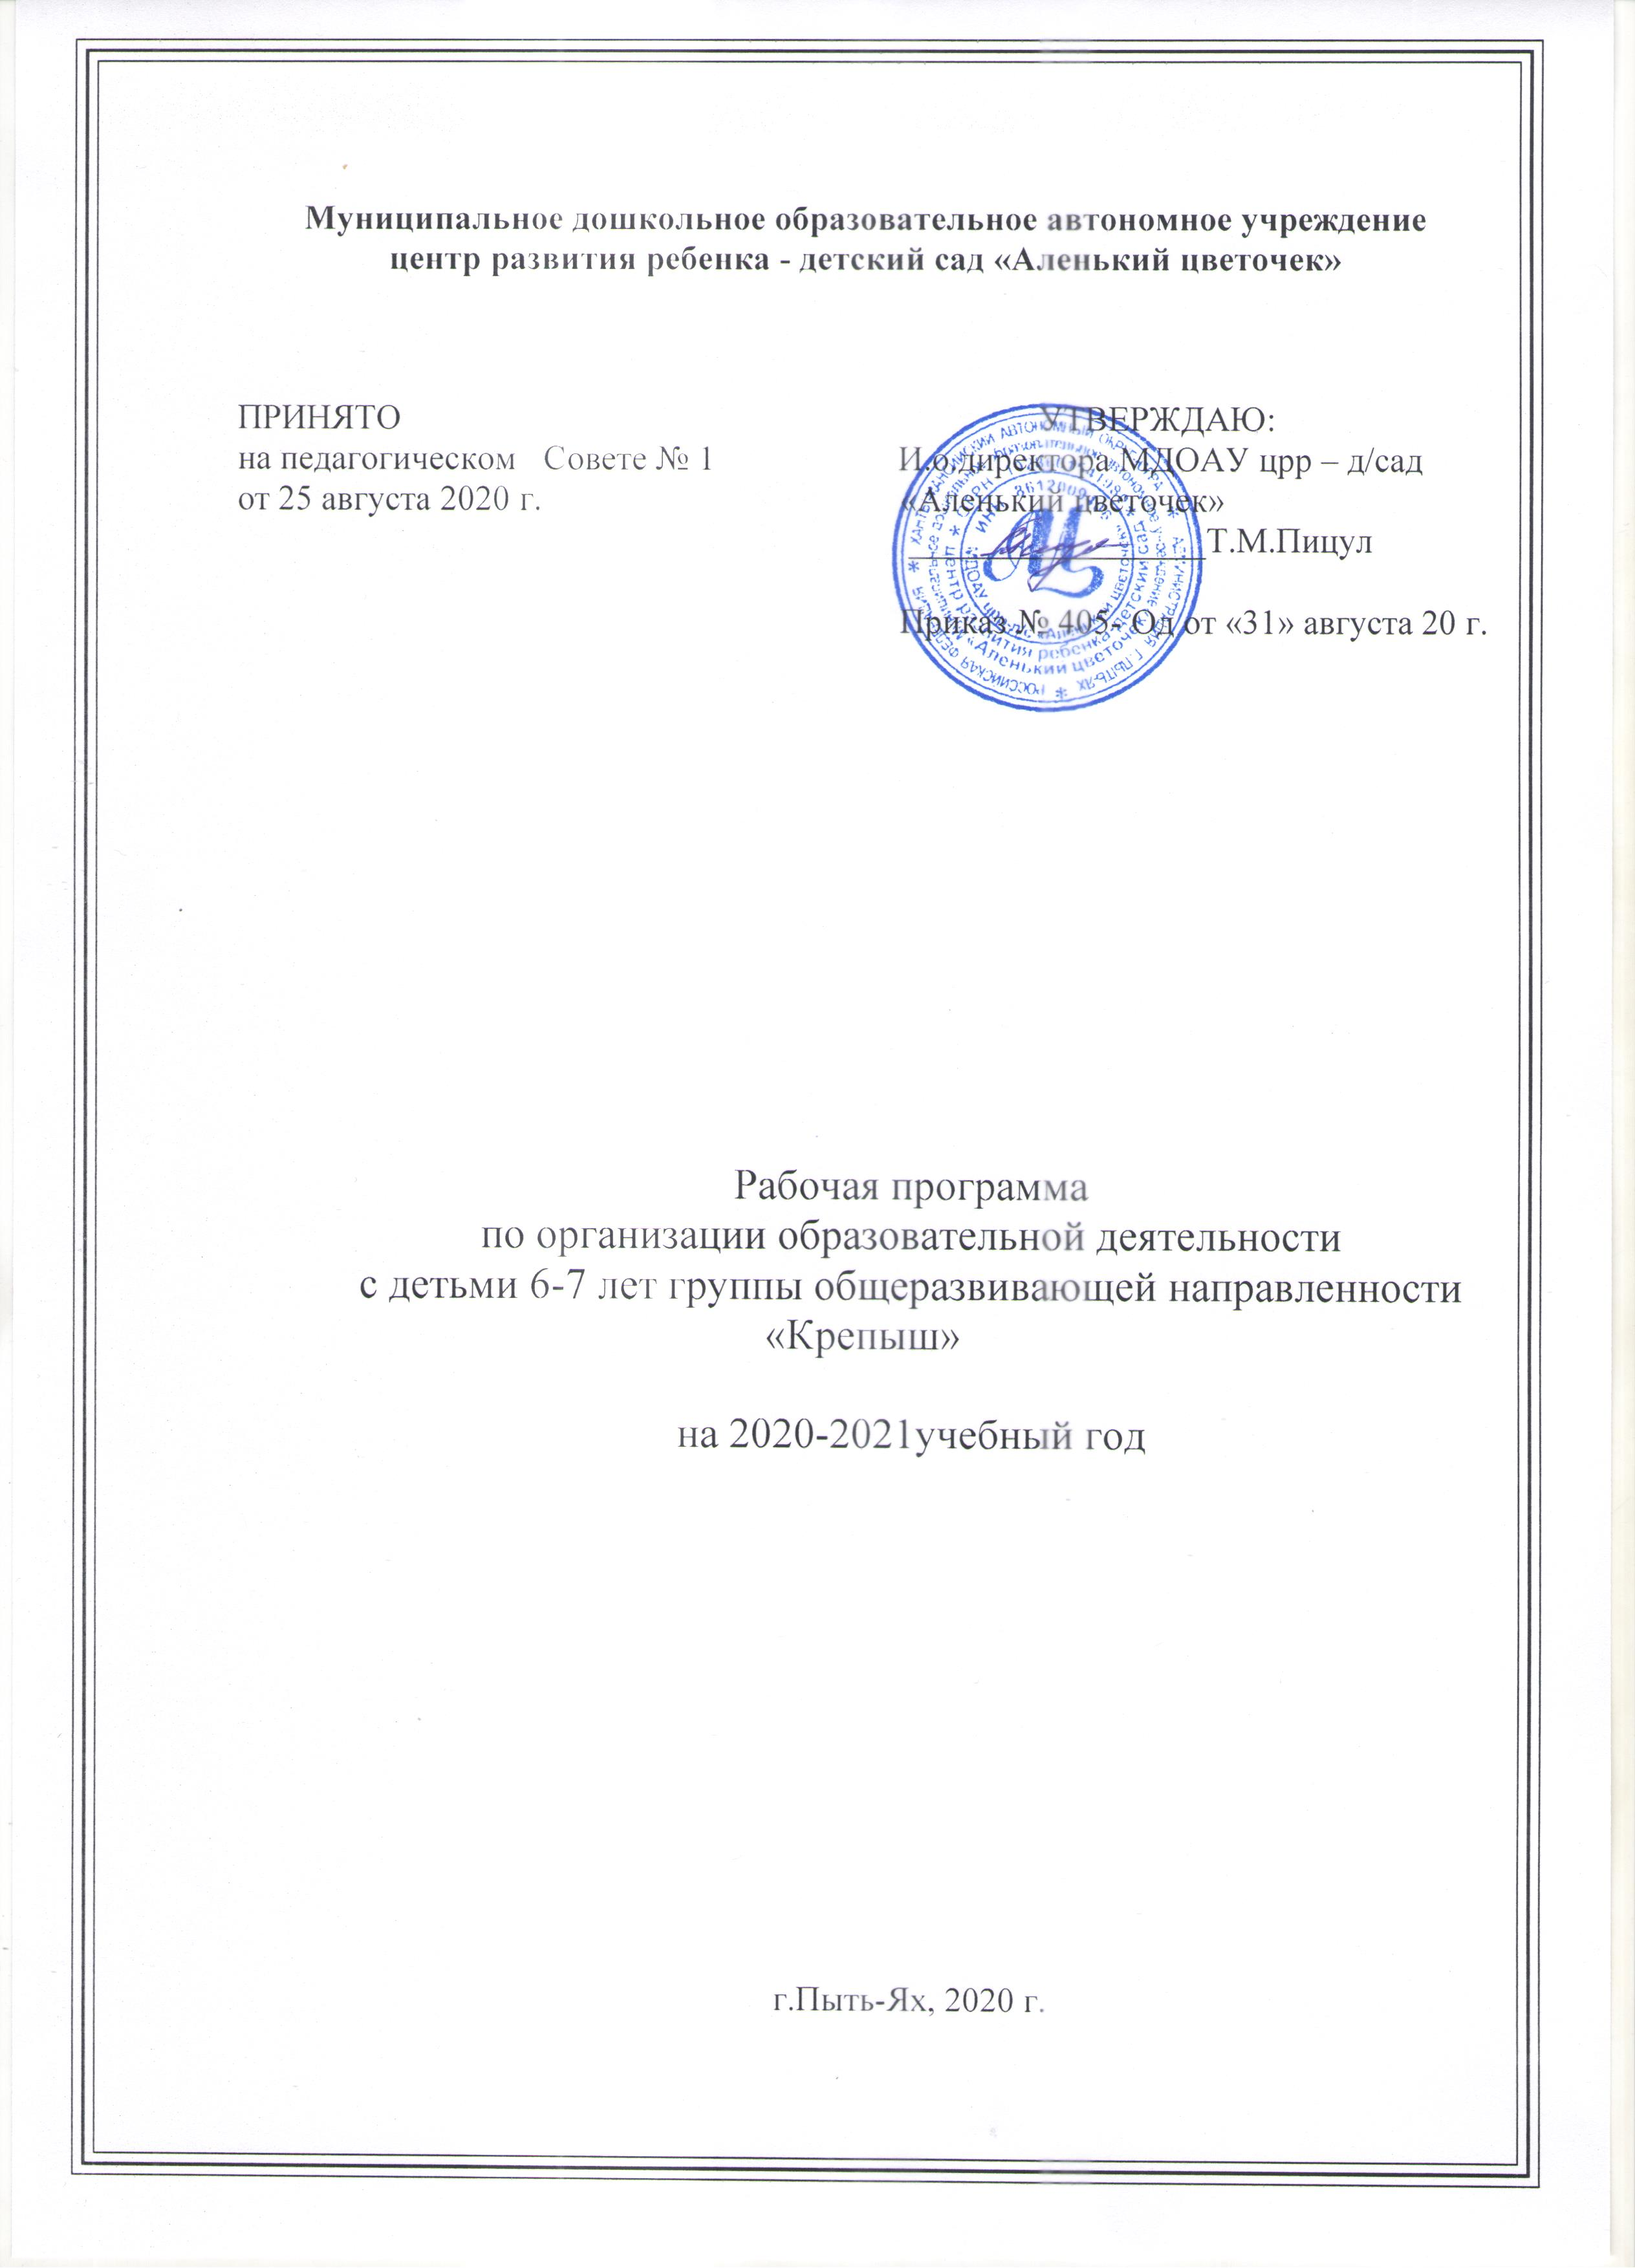 Муниципальное дошкольное образовательное автономное учреждение
центр развития ребенка - детский сад «Аленький цветочек»
ПРИНЯТО
на педагогическом Совете № 1
от 25 августа 2020 г.
УТВЕРЖДАЮ:
И.о.директора МДОАУ црр – д/сад
«Аленький цветочек»
Т.М.Пицул
Приказ № 405- Од от «31» августа 20 г.
Рабочая программа
по организации образовательной деятельности
с детьми 6-7 лет группы общеразвивающей направленности
«Крепыш»
на 2020-2021учебный год
г.Пыть-Ях, 2020 г.